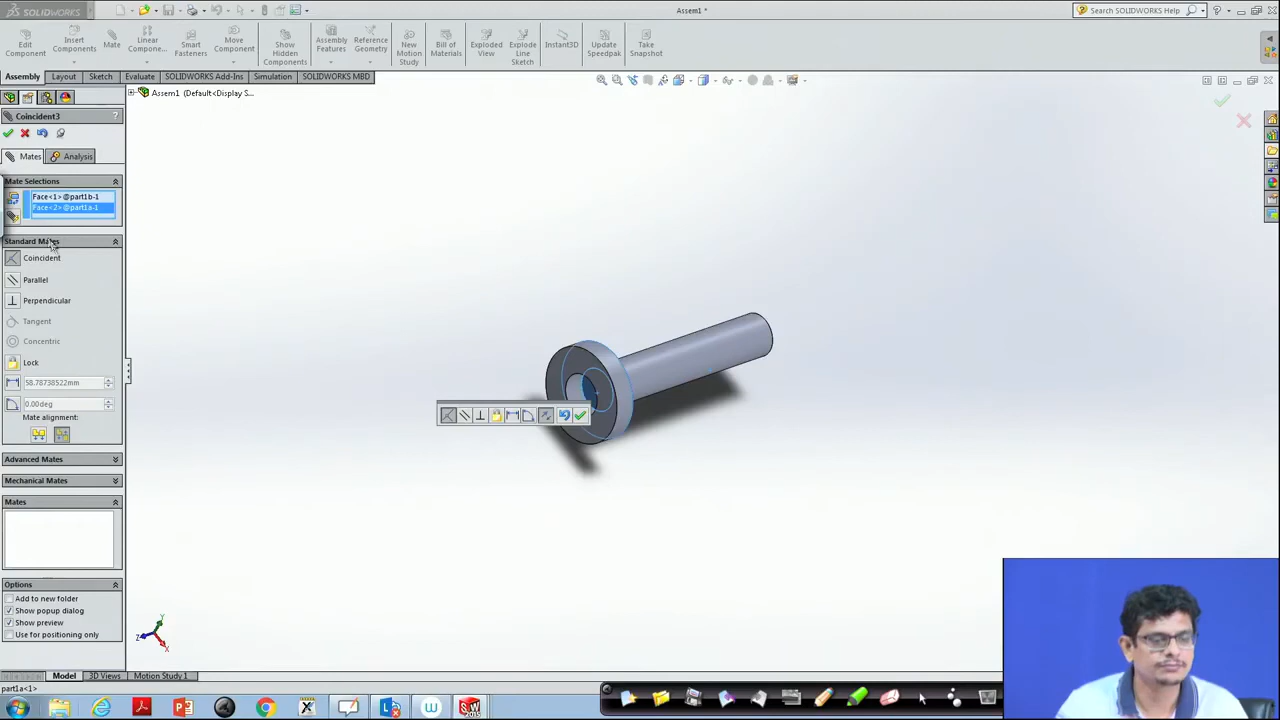 SOLIDWORKS
Assem1 *
Search SOLIDWORKS Help
Edit Component
Insert Components
Mate
Linear Compone...
Smart Fasteners
Move Component
Show Hidden Components
Assembly Features
Reference Geometry
New Motion Study
Bill of Materials
Exploded View
Explode Line Sketch
Instant3D
Update Speedpak
Take Snapshot
Assembly
Layout
Sketch
Evaluate
SOLIDWORKS Add-Ins
Simulation
SOLIDWORKS MBD
Assem1 (Default<Display S...
Coincident3
?
Mates
Analysis
Mate Selections
Face<1>@part1b-1
Face<2>@part1a-1
Standard Mates
Coincident
Parallel
Perpendicular
Tangent
Concentric
Lock
58.78738522mm
0.00deg
Mate alignment:
Advanced Mates
Mechanical Mates
Mates
Options
Add to new folder
Show popup dialog
Show preview
Use for positioning only
Y
Z
X
Model
3D Views
Motion Study 1
part1a<1>